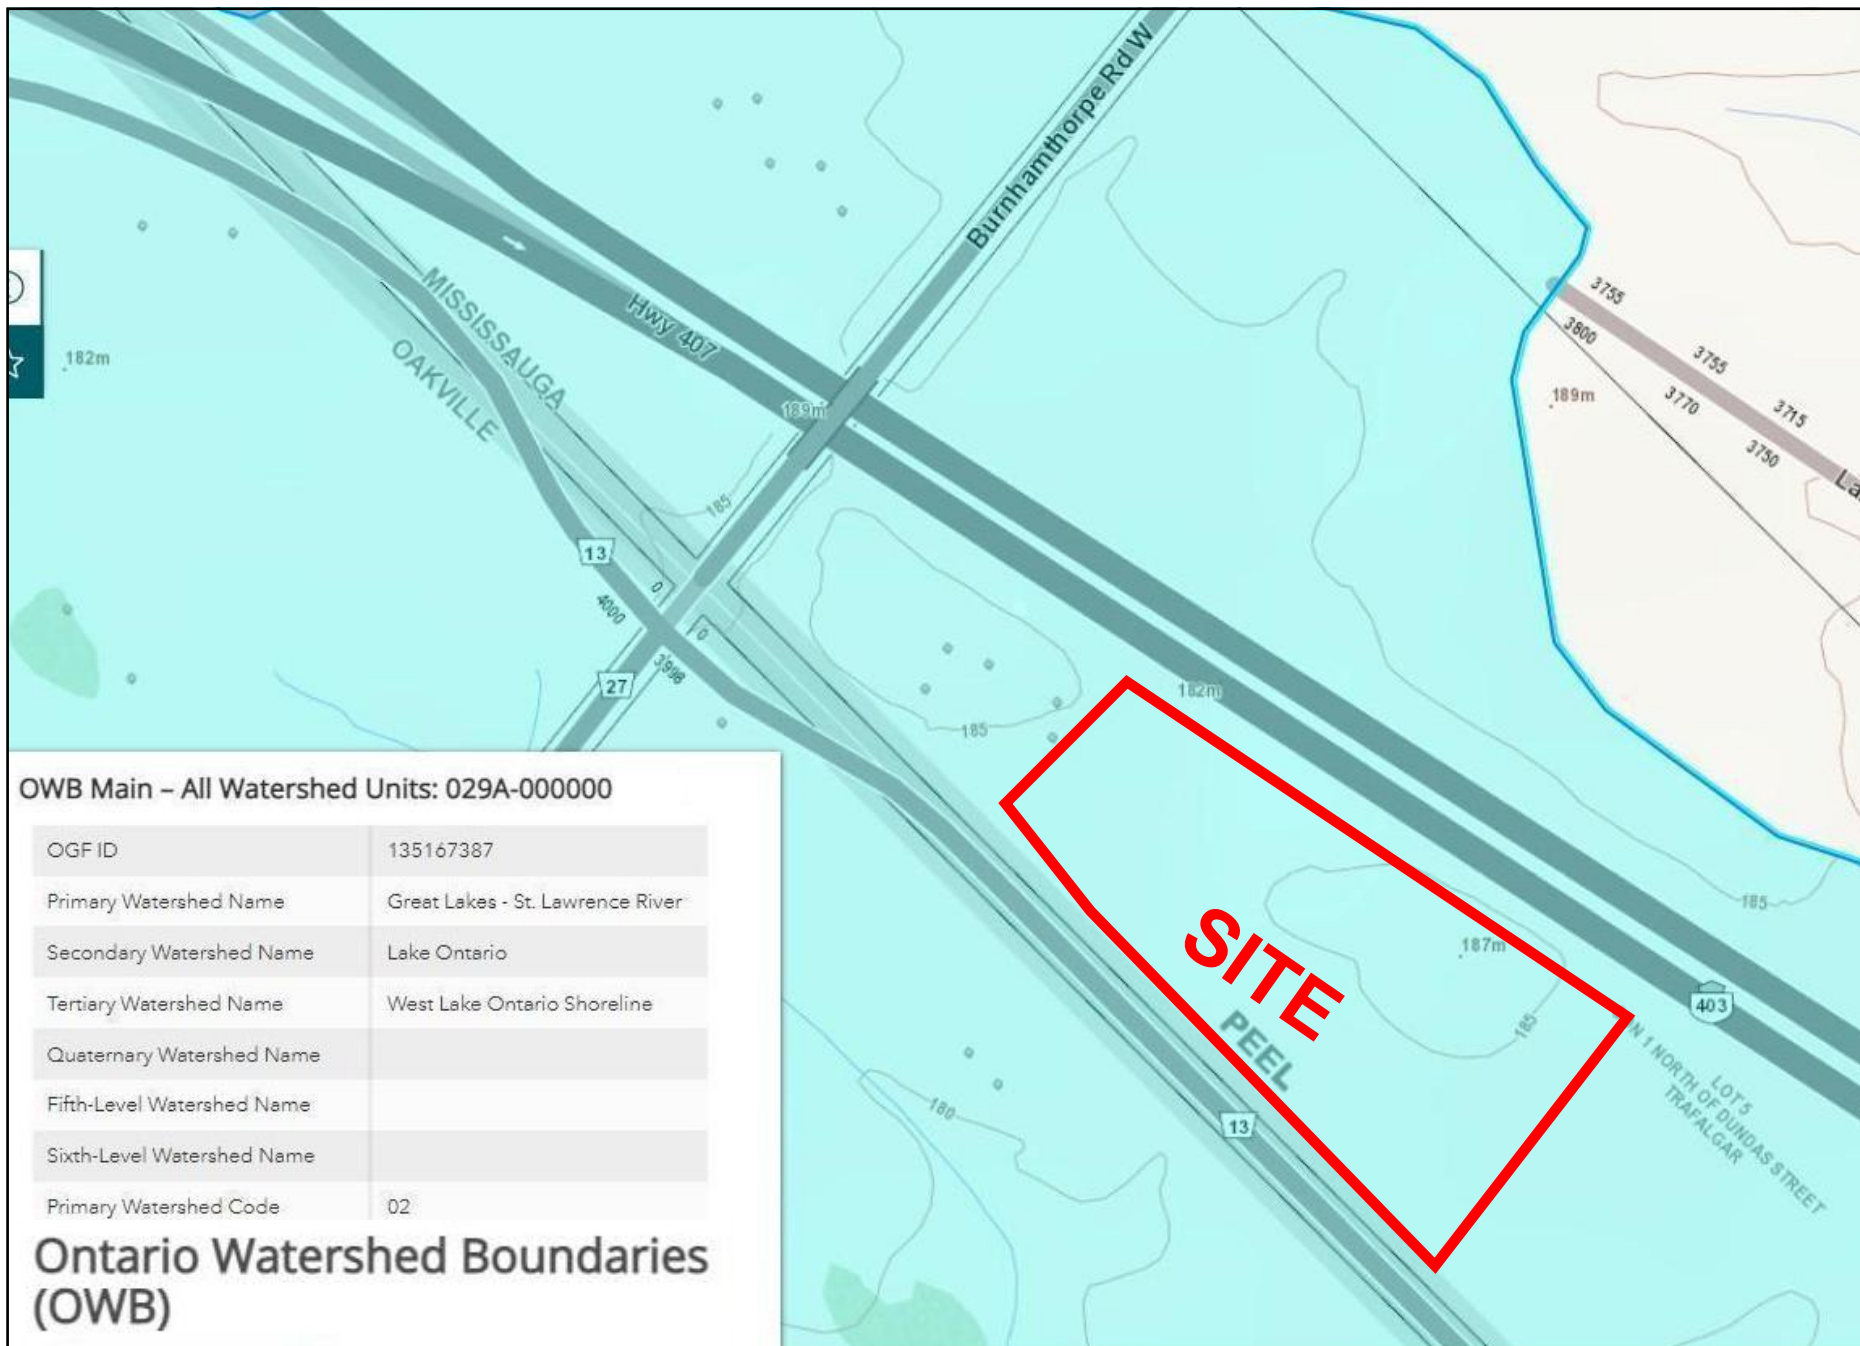 Burnhamthorpe Rd W
MISSISSAUGA
OAKVILLE
Hwy 407
182m
189m
185
13
0
4000
0
3998
27
3755
3800
3755
3770
3715
3750
189m
182m
185
185
187m
185
403
SITE
PEEL
13
180
N 1 NORTH OF DUNDAS STREET
LOT 5
TRAFALGAR
OWB Main – All Watershed Units: 029A-000000
OGF ID 135167387
Primary Watershed Name Great Lakes - St. Lawrence River
Secondary Watershed Name Lake Ontario
Tertiary Watershed Name West Lake Ontario Shoreline
Quaternary Watershed Name
Fifth-Level Watershed Name
Sixth-Level Watershed Name
Primary Watershed Code 02
Ontario Watershed Boundaries
(OWB)